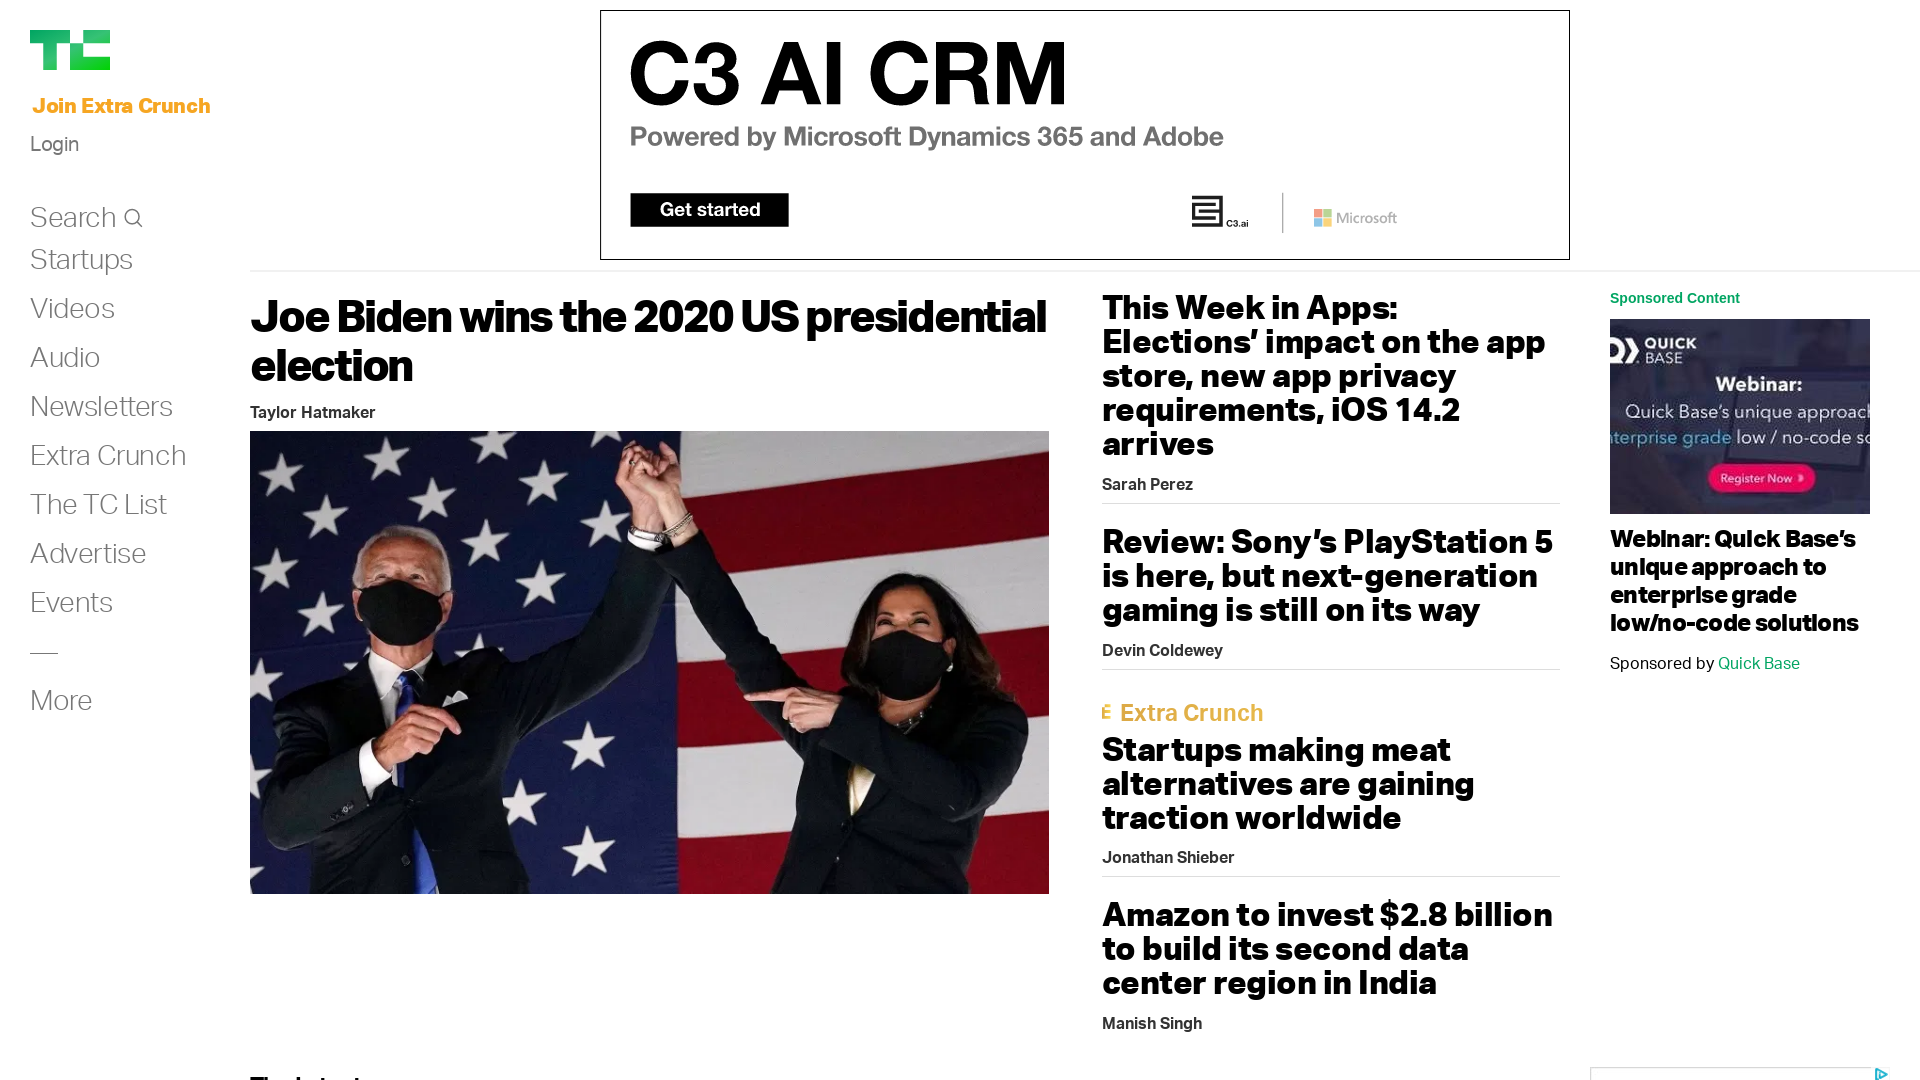 TC
Join Extra Crunch
Login
Search
Startups
Videos
Audio
Newsletters
Extra Crunch
The TC List
Advertise
Events
More
C3 AI CRM
Powered by Microsoft Dynamics 365 and Adobe
Get started
C3.ai
Microsoft
Joe Biden wins the 2020 US presidential
election
Taylor Hatmaker
This Week in Apps:
Elections’ impact on the app
store, new app privacy
requirements, iOS 14.2
arrives
Sarah Perez
Review: Sony’s PlayStation 5
is here, but next-generation
gaming is still on its way
Devin Coldewey
Extra Crunch
Startups making meat
alternatives are gaining
traction worldwide
Jonathan Shieber
Amazon to invest $2.8 billion
to build its second data
center region in India
Manish Singh
Sponsored Content
QUICK
BASE
Webinar:
Quick Base’s unique approach
nterprise grade low / no-code so
Register Now
Webinar: Quick Base’s
unique approach to
enterprise grade
low/no-code solutions
Sponsored by Quick Base